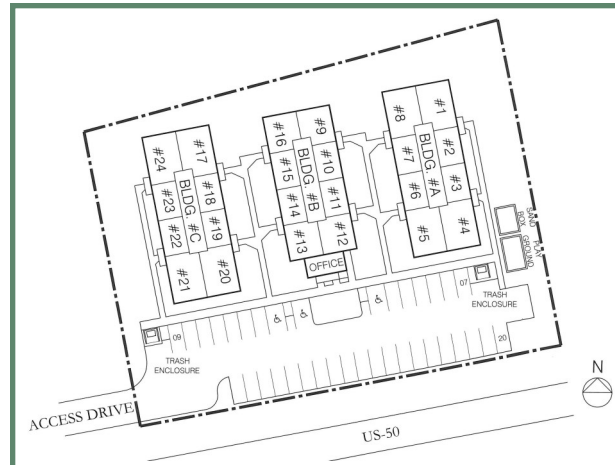 #1
#8
#2
BLDG. #A
#7
#3
#6
#4
#5
#9
#16
#10
BLDG. #B
#15
#11
#14
#12
#13
OFFICE
#17
#24
#18
BLDG. #C
#23
#19
#22
#20
#21
SAND BOX
PLAY GROUND
07
TRASH
ENCLOSURE
09
TRASH
ENCLOSURE
20
ACCESS DRIVE
US-50
N